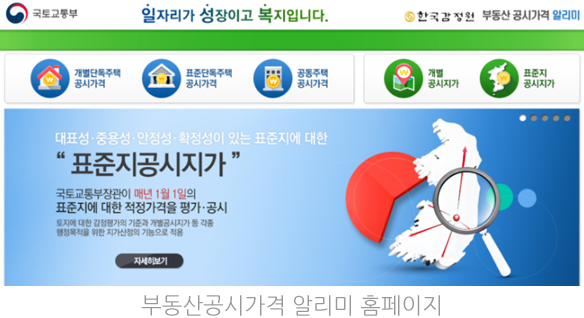 국토교통부
일자리가 성장이고 복지입니다.
한국감정원 부동산 공시가격 알리미
개별단독주택 공시가격
표준단독주택 공시가격
공동주택 공시가격
개별 공시지가
표준지 공시지가
대표성·중용성·안정성·확정성이 있는 표준지에 대한
“ 표준지공시지가 ”
국토교통부장관이 매년 1월 1일의
표준지에 대한 적정가격을 평가·공시
토지에 대한 감정평가의 기준과 개별공시지가 등 각종
행정목적을 위한 지가산정의 기능으로 적용
자세히보기
부동산공시가격 알리미 홈페이지